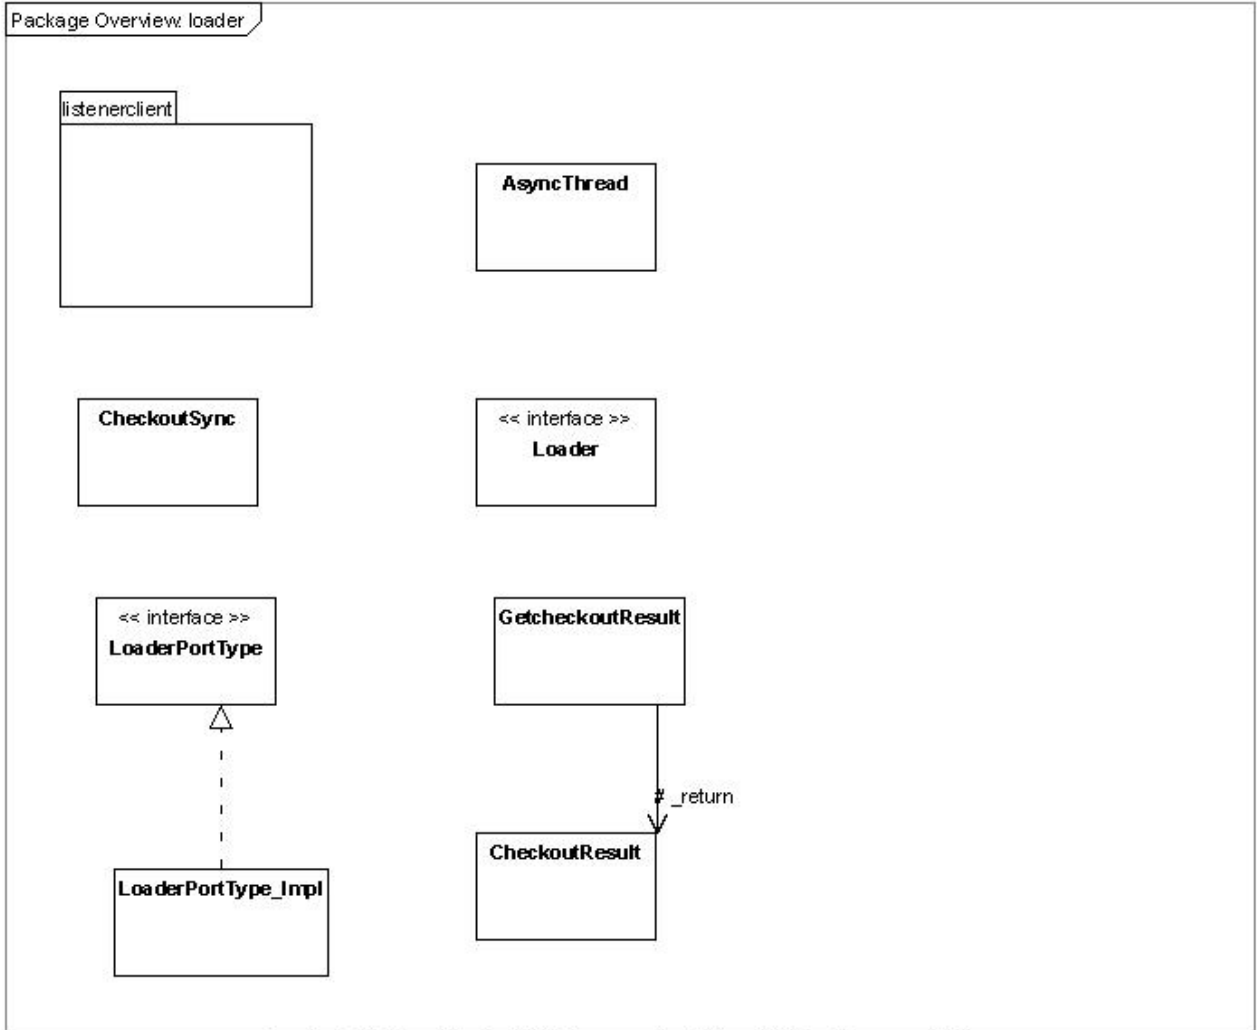 Package Overview: loader
listenerclient
AsyncThread
CheckoutSync
<< interface >>
Loader
<< interface >>
LoaderPortType
GetcheckoutResult
# _return
CheckoutResult
LoaderPortType_Impl